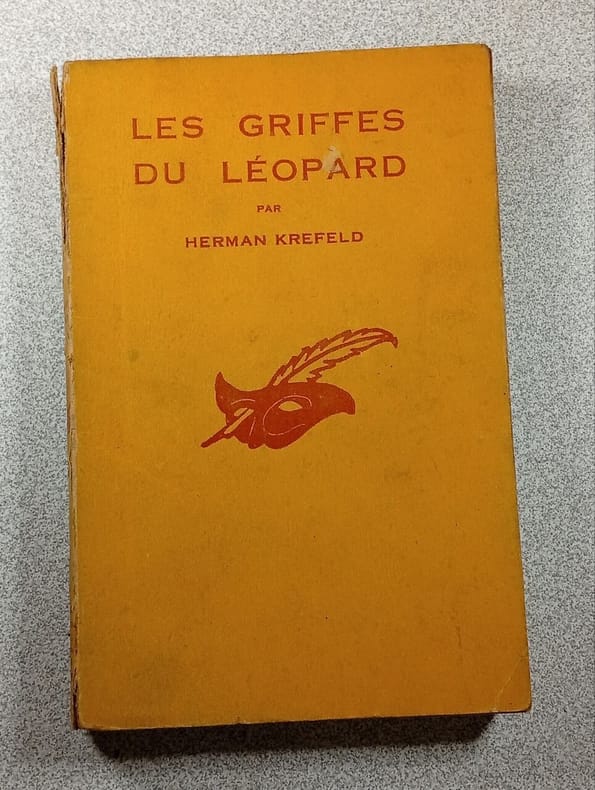 LES GRIFFES
DU LÉOPARD
PAR
HERMAN KREFELD